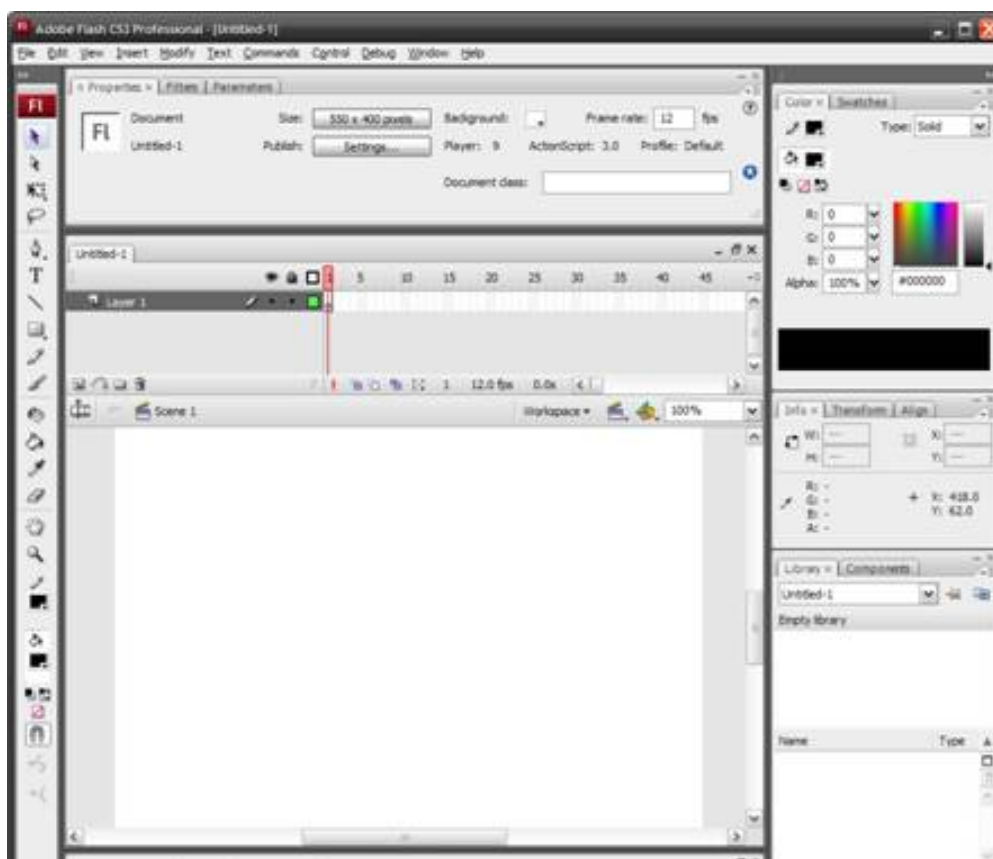 Adobe Flash CS3 Professional - [Untitled-1]
File Edit View Insert Modify Text Commands Control Debug Window Help
Properties × Filters Parameters
Fl Document Size: 550 x 400 pixels Background: Frame rate: 12 fps
Untitled-1 Publish: Settings... Player: 9 ActionScript: 3.0 Profile: Default
Document class:
Untitled-1
1 5 10 15 20 25 30 35 40 45
Layer 1
1 12.0 fps 0.0s
Scene 1 Workspace 100%
Fl
T
Color × Swatches
Type: Solid
R: 0
G: 0
B: 0
Alpha: 100% #000000
Info × Transform Align
W: X:
H: Y:
R: -
G: - + X: 418.0
B: - Y: 62.0
A: -
Library × Components
Untitled-1
Empty library
Name Type